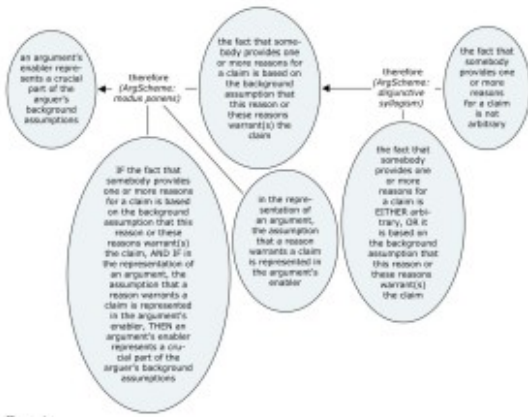 an argument's
enabler repre-
sents a crucial
part of the
arguer's
background
assumptions
therefore
(ArgScheme:
modus ponens)
the fact that some-
body provides one
or more reasons for
a claim is based on
the background
assumption that
this reason or
these reasons
warrant(s) the
claim
therefore
(ArgScheme:
disjunctive
syllogism)
the fact that
somebody
provides one
or more
reasons
for a claim
is not
arbitrary
IF the fact that
somebody provides
one or more reasons
for a claim is based
on the background
assumption that this
reason or these
reasons warrant(s)
the claim, AND IF in
the representation of
an argument, the
assumption that a
reason warrants a
claim is represented
in the argument's
enabler, THEN an
argument's enabler
represents a cru-
cial part of the
arguer's background
assumptions
in the repre-
sentation of
an argument,
the assumption
that a reason
warrants a claim
is represented in
the argument's
enabler
the fact that
somebody
provides one
or more
reasons for
a claim is
EITHER arbi-
trary, OR it
is based on
the background
assumption that
this reason or
these reasons
warrant(s)
the claim